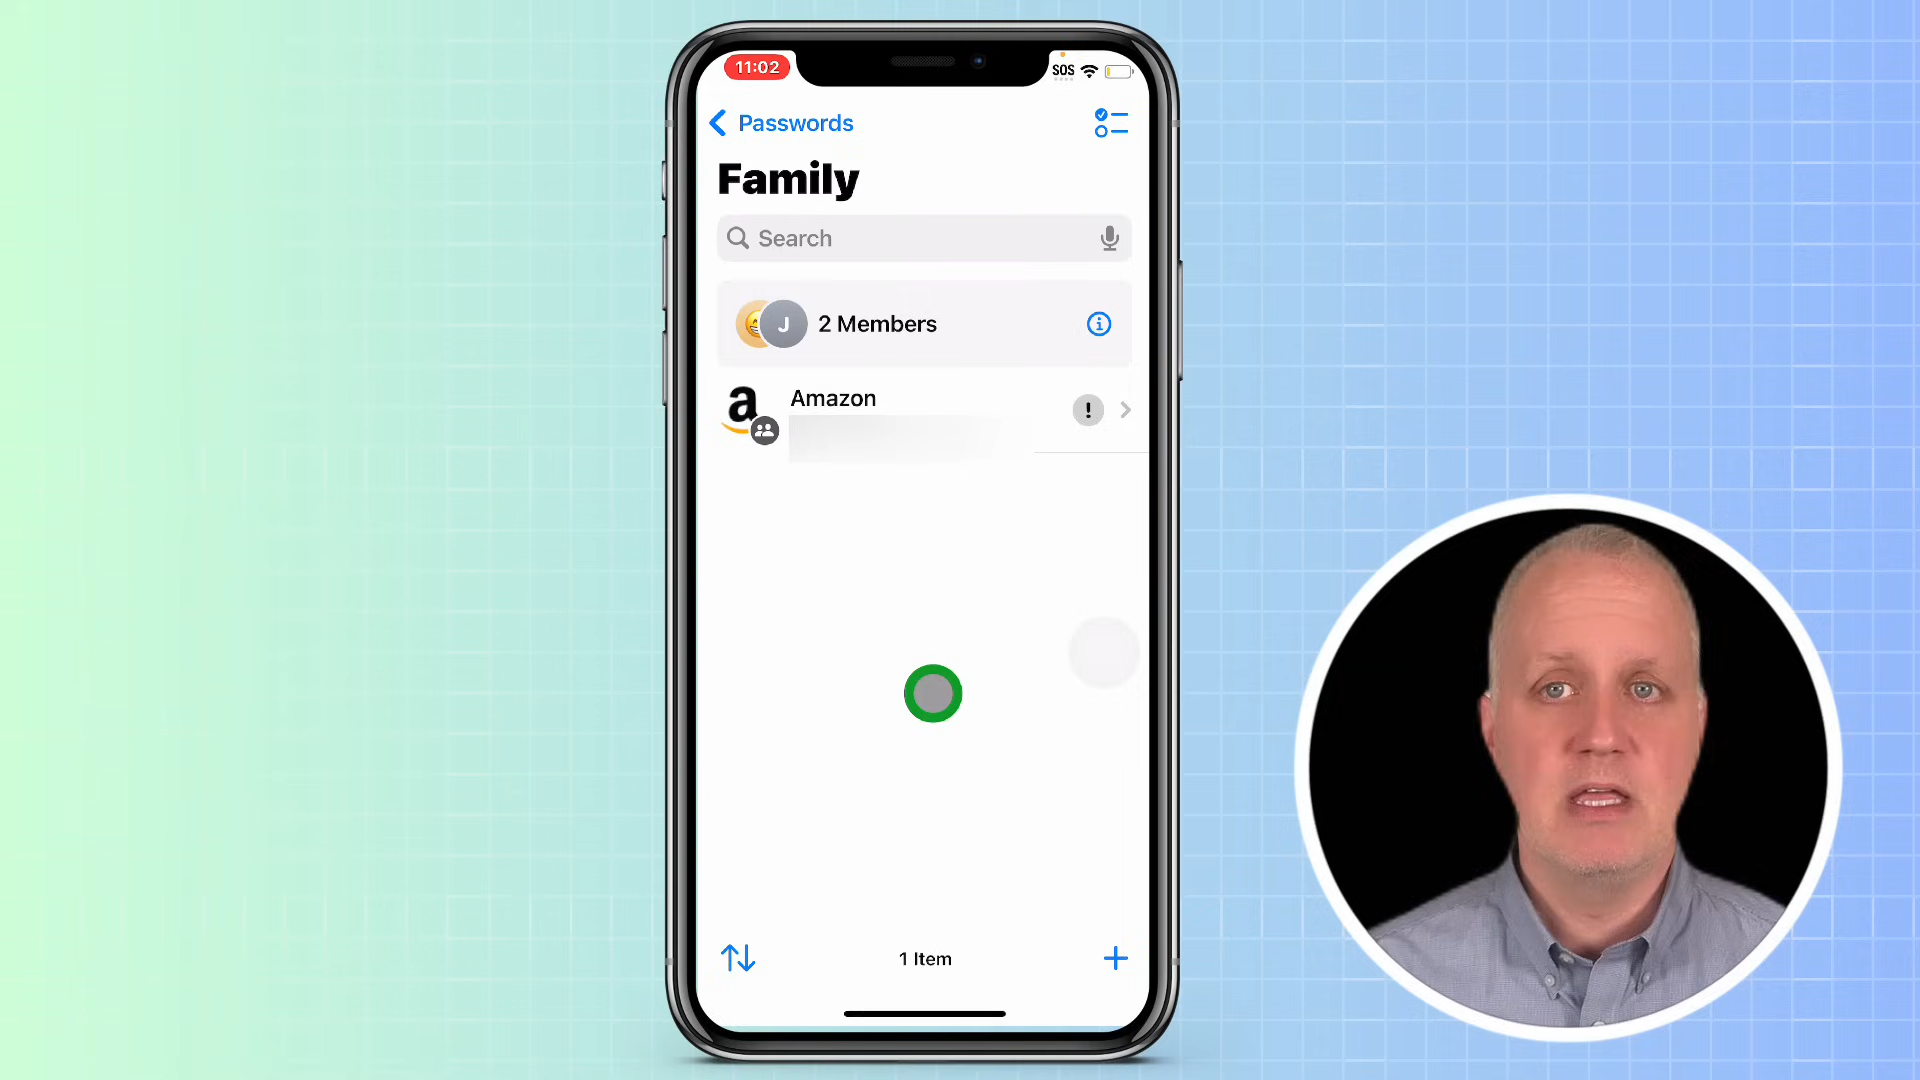 11:02
SOS
Passwords
Family
Search
J
2 Members
a
Amazon
!
1 Item